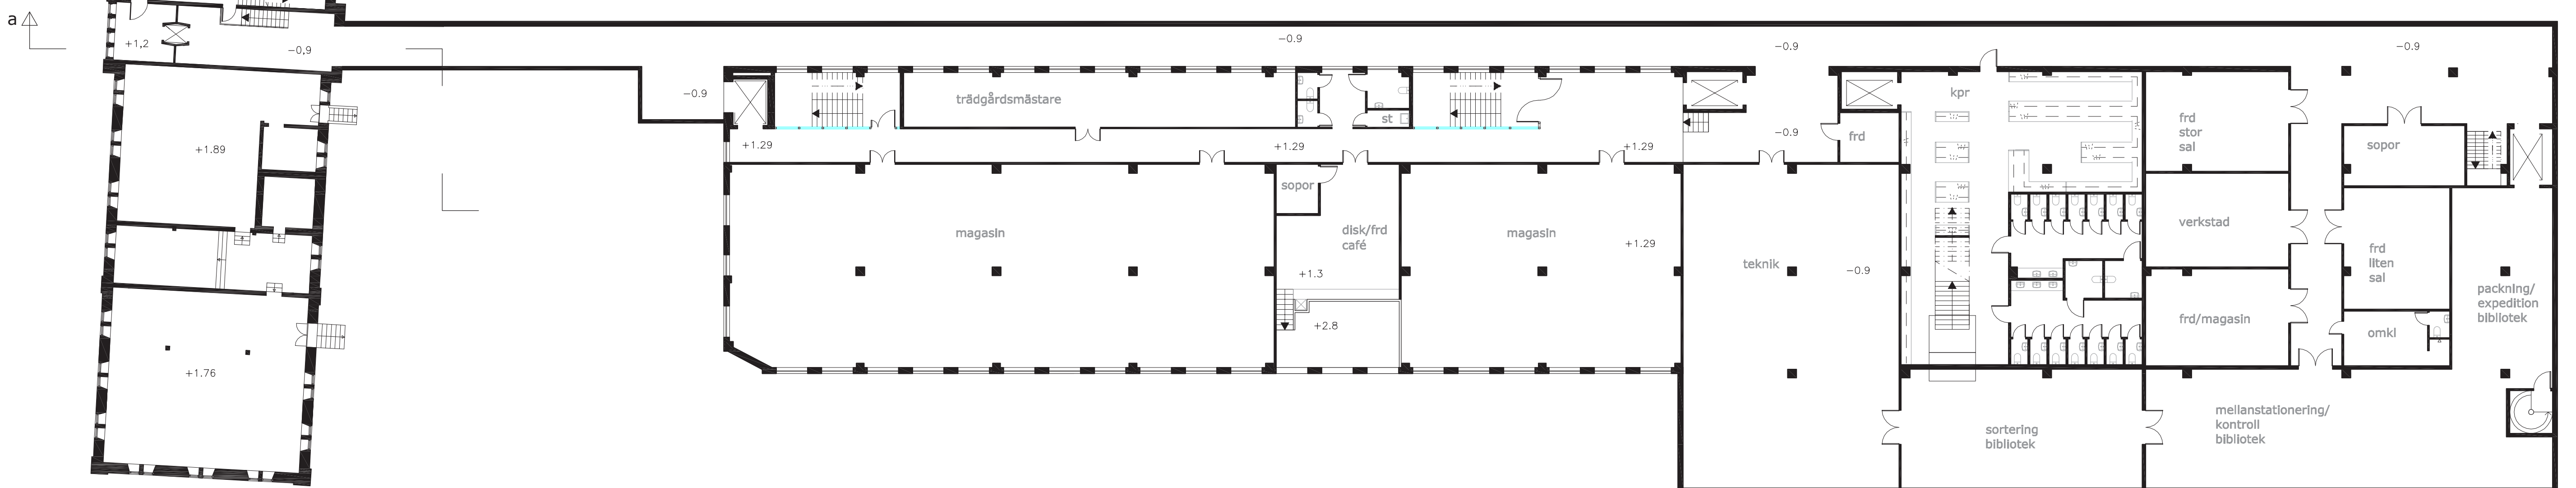 a
+1,2
−0,9
−0.9
−0.9
−0.9
−0.9
trädgårdsmästare
st
kpr
frd
stor
sal
sopor
+1.29
+1.29
+1.29
−0.9
frd
+1.89
sopor
magasin
disk/frd
café
magasin
+1.29
teknik
−0.9
verkstad
frd
liten
sal
+1.3
+2.8
packning/
expedition
bibliotek
frd/magasin
omkl
+1.76
sortering
bibliotek
mellanstationering/
kontroll
bibliotek